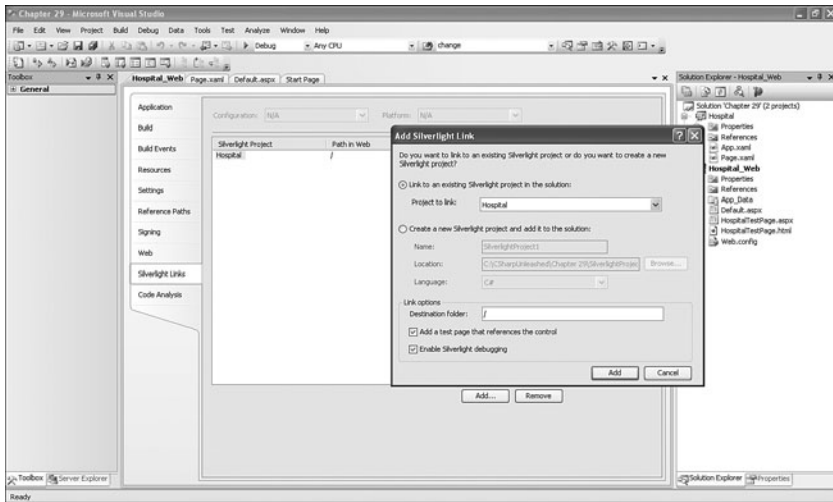 Chapter 29 - Microsoft Visual Studio
File Edit View Project Build Debug Data Tools Test Analyze Window Help
Debug Any CPU change
Toolbox
General
Hospital_Web Page.xaml Default.aspx Start Page
Application
Build
Build Events
Resources
Settings
Reference Paths
Signing
Web
Silverlight Links
Code Analysis
Configuration: N/A Platform: N/A
Silverlight Project Path in Web
Hospital /
Add... Remove
Add Silverlight Link
Do you want to link to an existing Silverlight project or do you want to create a new
Silverlight project?
Link to an existing Silverlight project in the solution:
Project to link: Hospital
Create a new Silverlight project and add it to the solution:
Name: SilverlightProject1
Location: C:\CSharpUnleashed\Chapter 29\SilverlightProjec Browse...
Language: C#
Link options
Destination folder: /
Add a test page that references the control
Enable Silverlight debugging
Add Cancel
Solution Explorer - Hospital_Web
Solution 'Chapter 29' (2 projects)
Hospital
Properties
References
App.xaml
Page.xaml
Hospital_Web
Properties
References
App_Data
Default.aspx
HospitalTestPage.aspx
HospitalTestPage.html
Web.config
Toolbox Server Explorer
Solution Explorer Properties
Ready